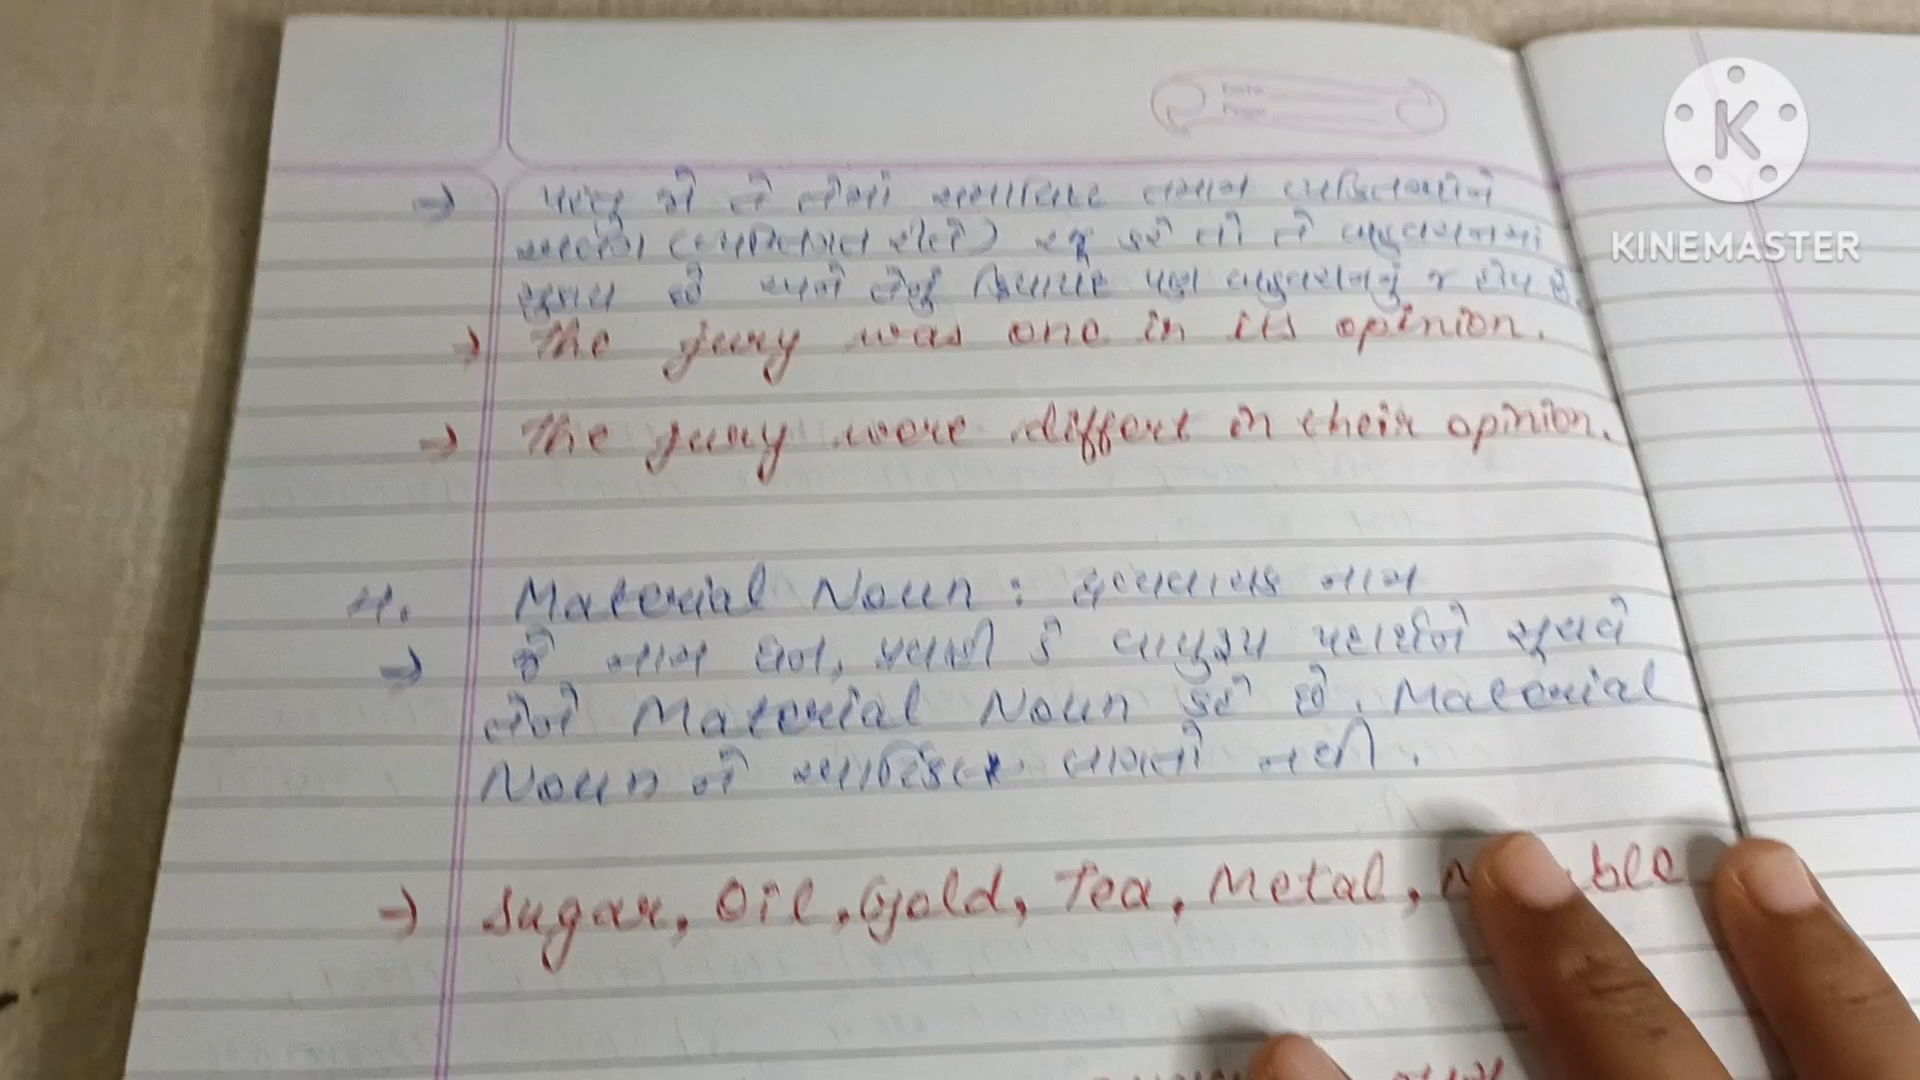 Date
Page
K
KINEMASTER
→ પરંતુ જો તે તેમાં સમાવિષ્ટ તમામ વ્યક્તિઓને
અલગ (વ્યક્તિગત રીતે) રજૂ કરે તો તે બહુવચનમાં
છે અને તેનું ક્રિયાપદ પણ બહુવચનનું જ હોય છે.
→ The jury was one in its opinion.
→ The jury were differt in their opinion.
4. Material Noun : દ્રવ્યવાચક નામ
→ જે નામ ઘન, પ્રવાહી કે વાયુરૂપ પદાર્થને સૂચવે
તેને Material Noun કહે છે. Material
Noun ને આર્ટિકલ લાગતો નથી.
→ Sugar, Oil, Gold, Tea, Metal,
નામ